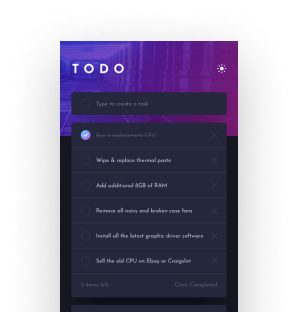 TODO
Type to create a task
Buy a replacement CPU
Wipe & replace thermal paste
Add additional 8GB of RAM
Remove all noisy and broken case fans
Install all the latest graphic driver software
Sell the old CPU on Ebay or Craigslist
5 items left
Clear Completed